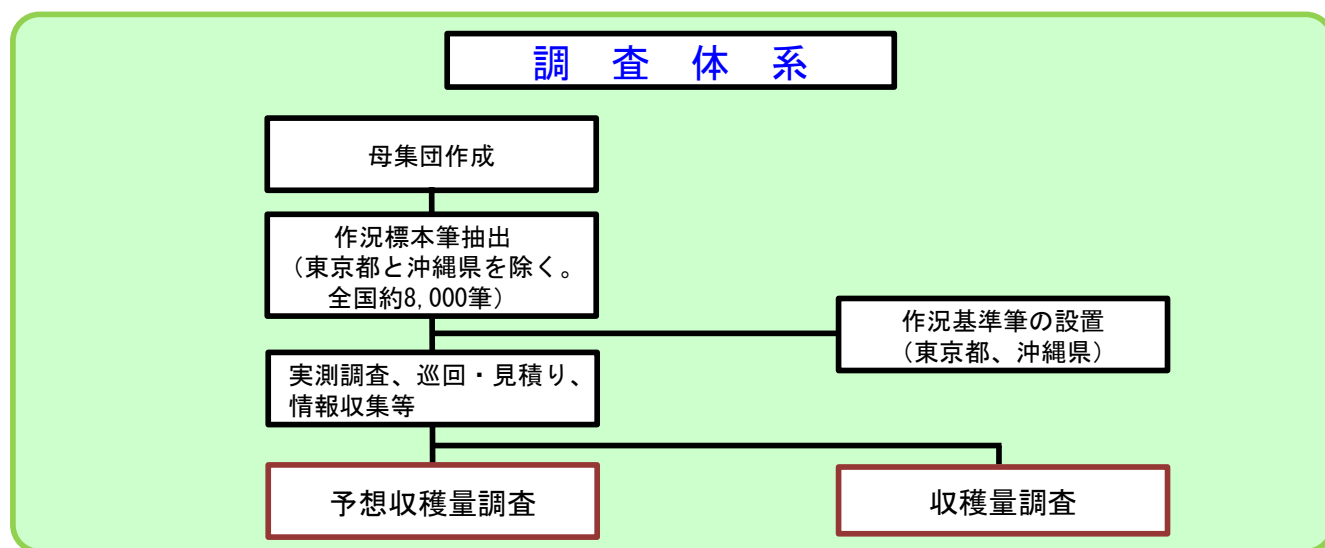 調 査 体 系
母集団作成
作況標本筆抽出
（東京都と沖縄県を除く。
全国約8,000筆）
作況基準筆の設置
（東京都、沖縄県）
実測調査、巡回・見積り、
情報収集等
予想収穫量調査
収穫量調査